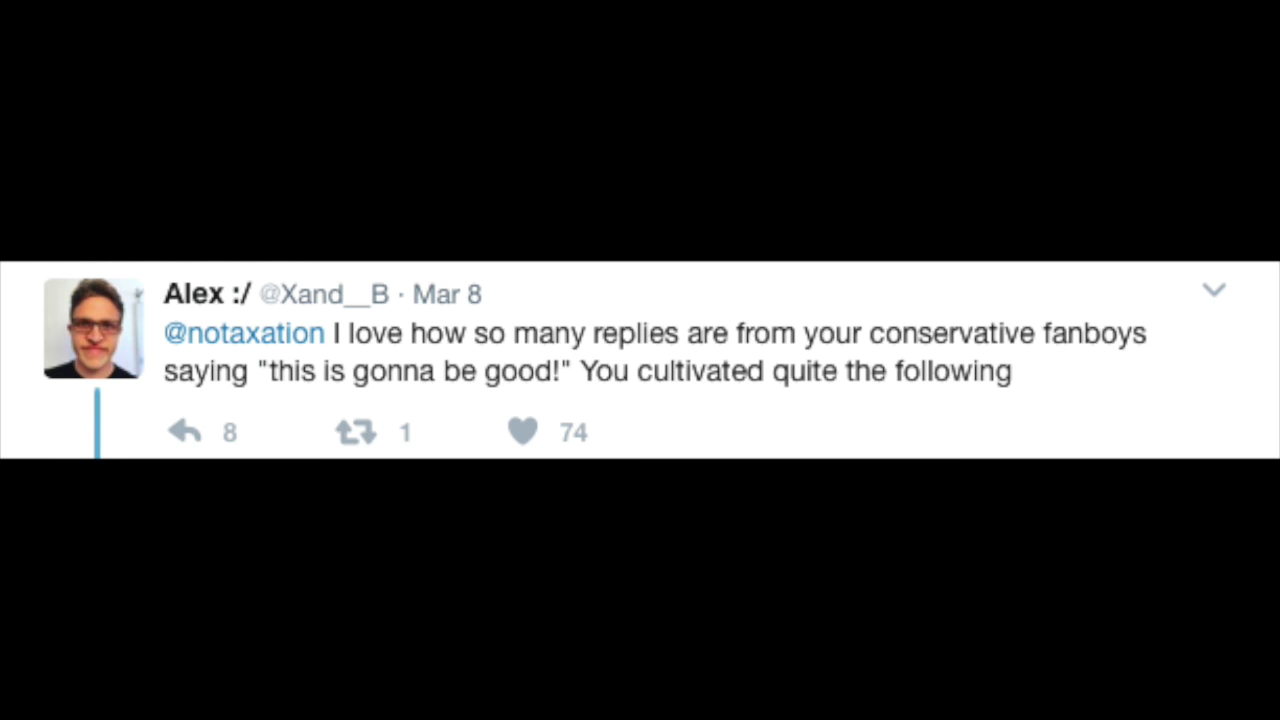 Alex :/ @Xand__B · Mar 8
@notaxation I love how so many replies are from your conservative fanboys
saying "this is gonna be good!" You cultivated quite the following
8 1 74